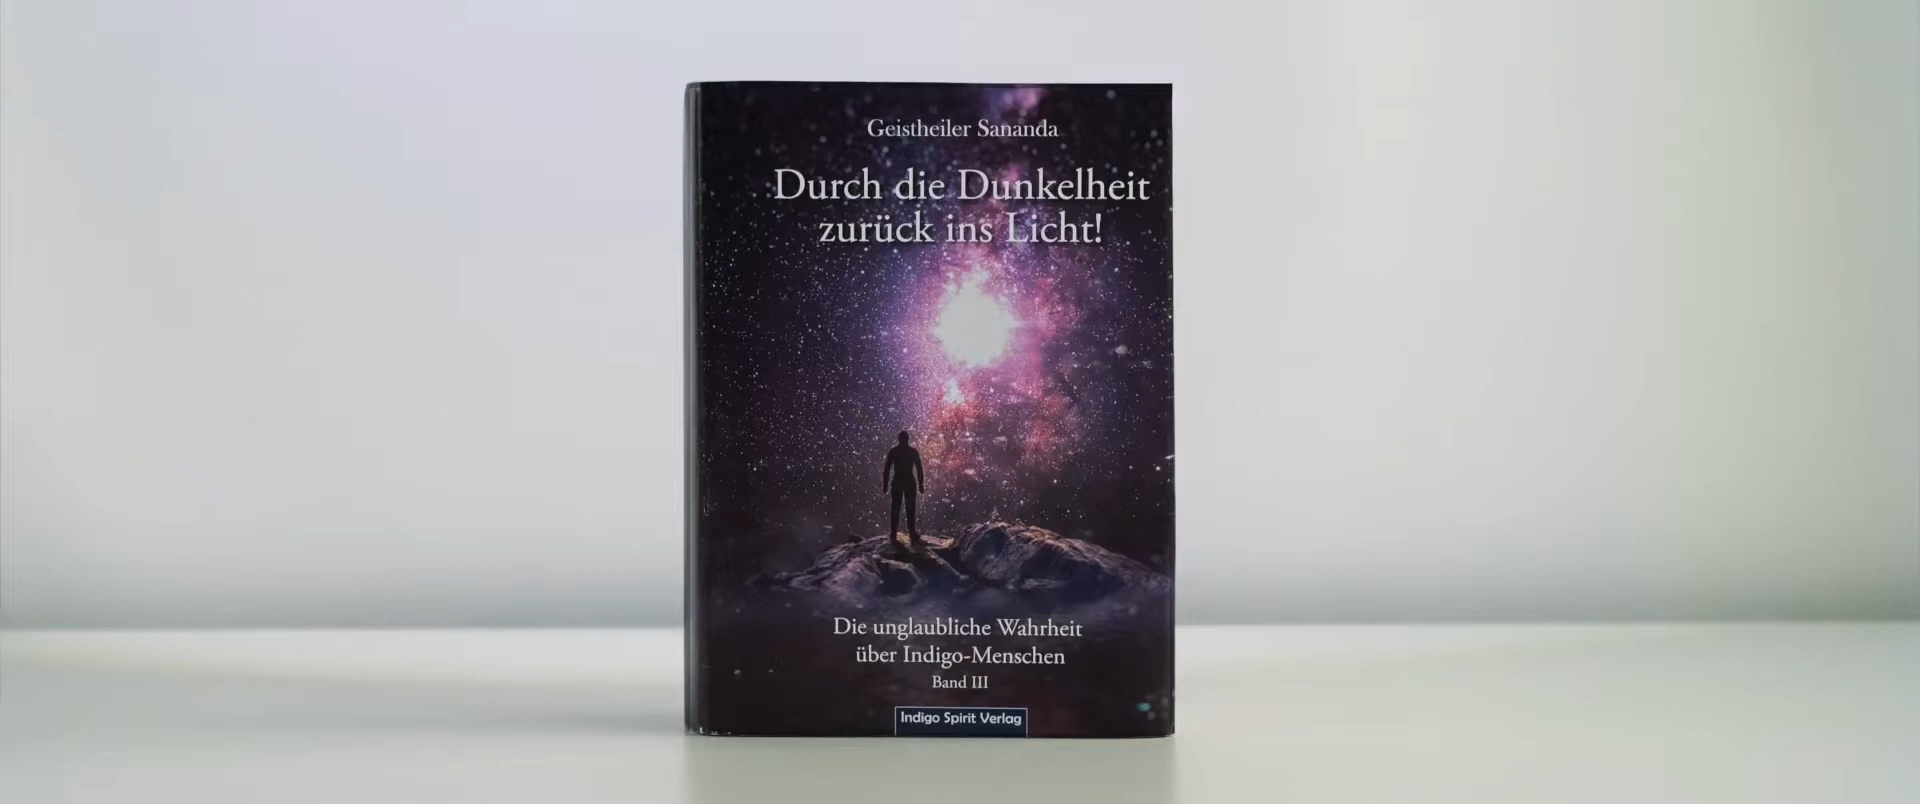 Geistheiler Sananda
Durch die Dunkelheit
zurück ins Licht!
Die unglaubliche Wahrheit
über Indigo-Menschen
Band III
Indigo Spirit Verlag